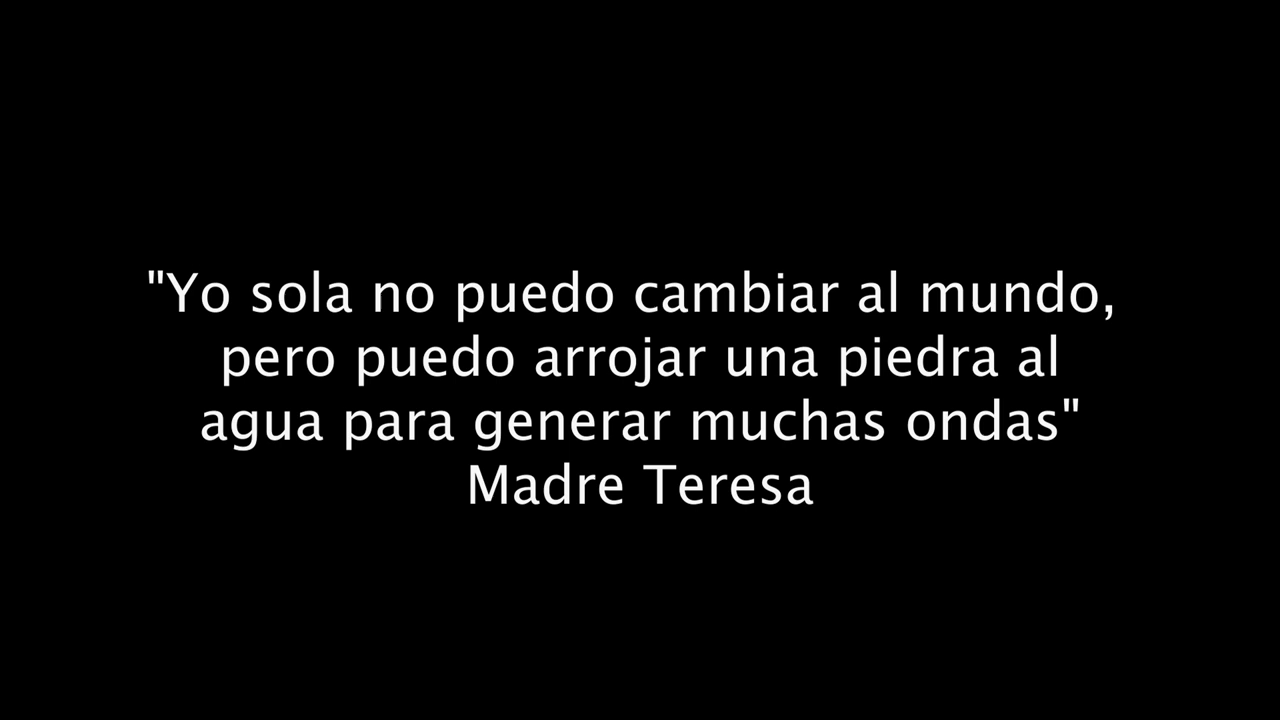 "Yo sola no puedo cambiar al mundo,
pero puedo arrojar una piedra al
agua para generar muchas ondas"
Madre Teresa